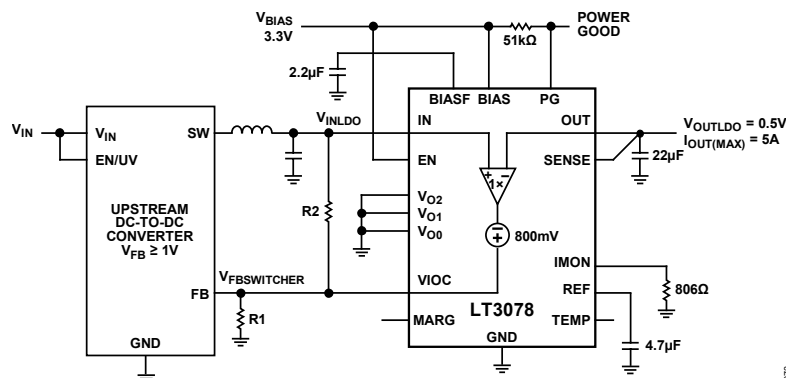 VBIAS
3.3V
POWER
GOOD
51kΩ
2.2µF
BIASF BIAS PG
VIN
VIN
EN/UV
SW
VINLDO
IN
OUT
VOUTLDO = 0.5V
IOUT(MAX) = 5A
EN
SENSE
22µF
+ −
1×
UPSTREAM
DC-TO-DC
CONVERTER
VFB ≥ 1V
R2
VO2
VO1
VO0
− +
800mV
VFBSWITCHER
FB
R1
VIOC
IMON
806Ω
LT3078
REF
MARG
TEMP
GND
GND
4.7µF